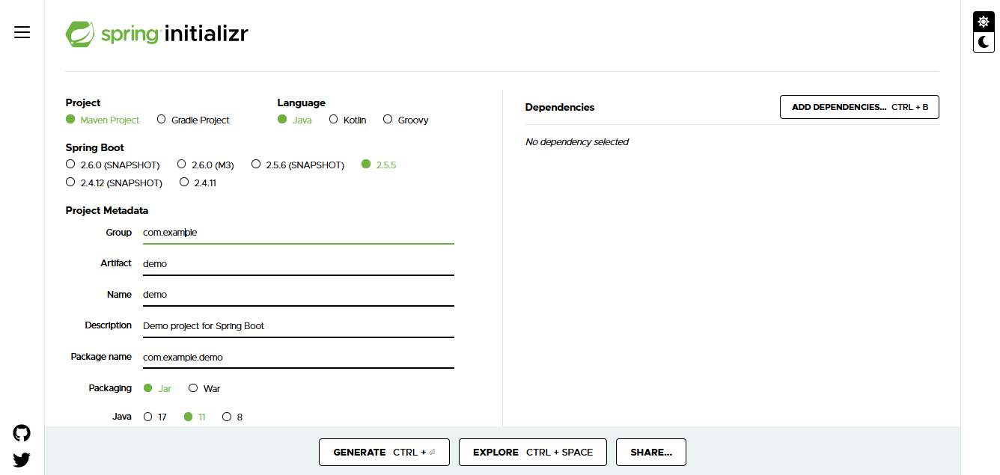 spring initializr
Project
Maven Project Gradle Project
Language
Java Kotlin Groovy
Spring Boot
2.6.0 (SNAPSHOT) 2.6.0 (M3) 2.5.6 (SNAPSHOT) 2.5.5
2.4.12 (SNAPSHOT) 2.4.11
Project Metadata
Group com.example
Artifact demo
Name demo
Description Demo project for Spring Boot
Package name com.example.demo
Packaging Jar War
Java 17 11 8
Dependencies ADD DEPENDENCIES... CTRL + B
No dependency selected
GENERATE CTRL + ⏎ EXPLORE CTRL + SPACE SHARE...